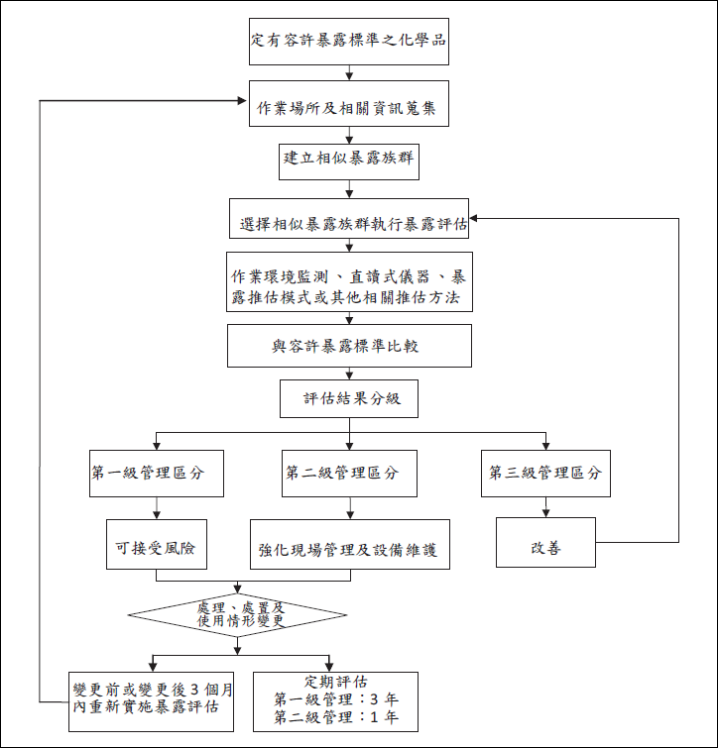 定有容許暴露標準之化學品
作業場所及相關資訊蒐集
建立相似暴露族群
選擇相似暴露族群執行暴露評估
作業環境監測、直讀式儀器、暴
露推估模式或其他相關推估方法
與容許暴露標準比較
評估結果分級
第一級管理區分
第二級管理區分
第三級管理區分
可接受風險
強化現場管理及設備維護
改善
處理、處置及
使用情形變更
變更前或變更後3個月
內重新實施暴露評估
定期評估
第一級管理：3年
第二級管理：1年